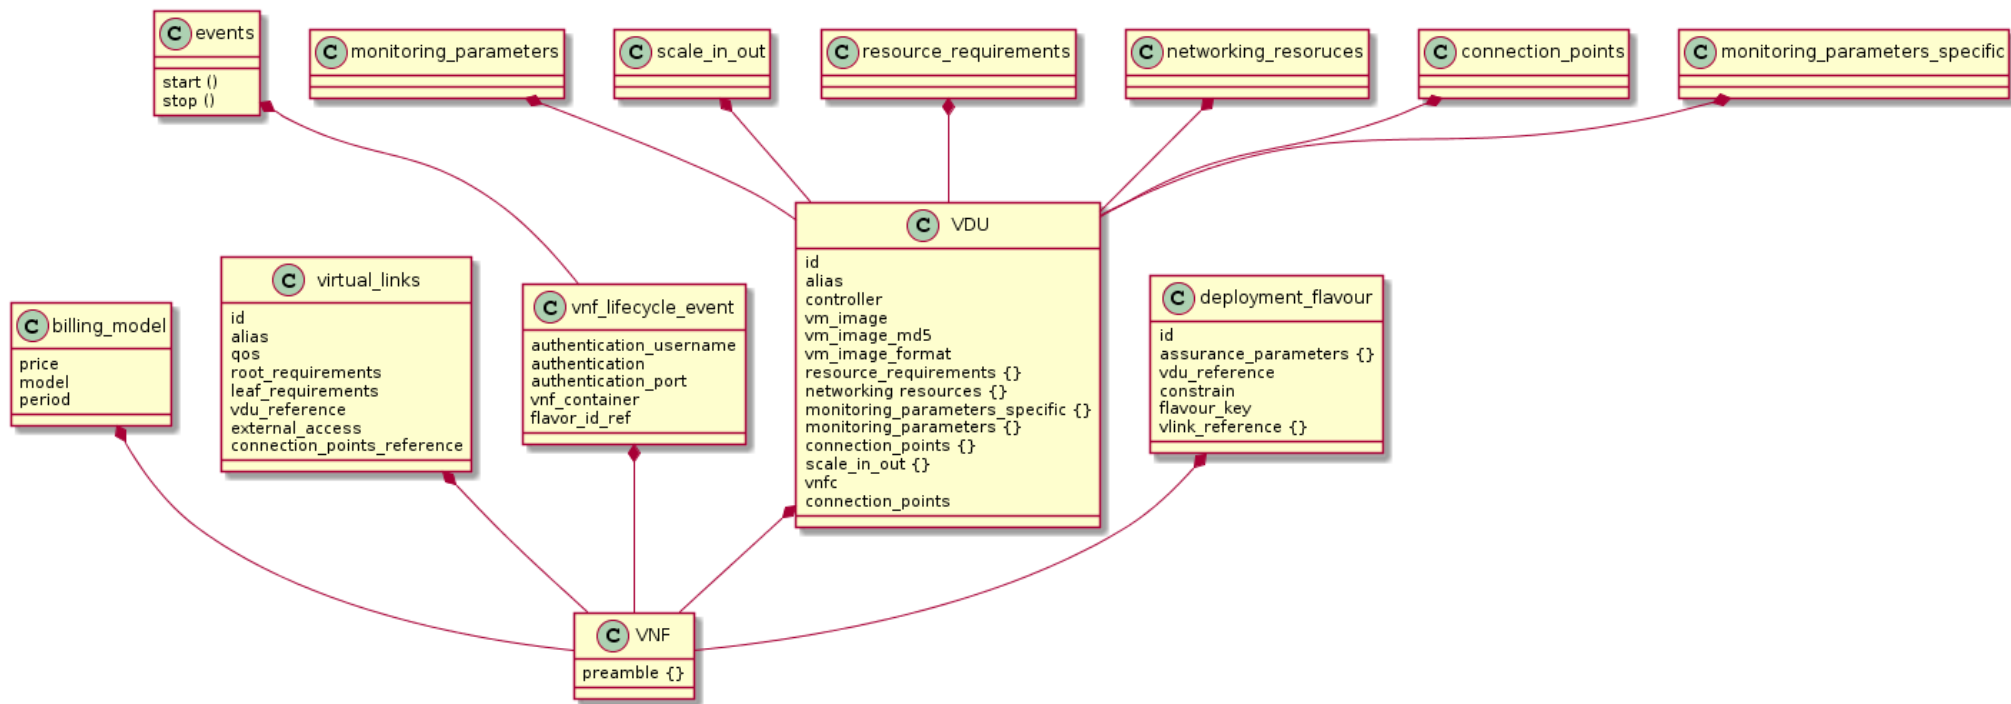 C events
start ()
stop ()
C monitoring_parameters
C scale_in_out
C resource_requirements
C networking_resoruces
C connection_points
C monitoring_parameters_specific
C billing_model
price
model
period
C virtual_links
id
alias
qos
root_requirements
leaf_requirements
vdu_reference
external_access
connection_points_reference
C vnf_lifecycle_event
authentication_username
authentication
authentication_port
vnf_container
flavor_id_ref
C VDU
id
alias
controller
vm_image
vm_image_md5
vm_image_format
resource_requirements {}
networking resources {}
monitoring_parameters_specific {}
monitoring_parameters {}
connection_points {}
scale_in_out {}
vnfc
connection_points
C deployment_flavour
id
assurance_parameters {}
vdu_reference
constrain
flavour_key
vlink_reference {}
C VNF
preamble {}